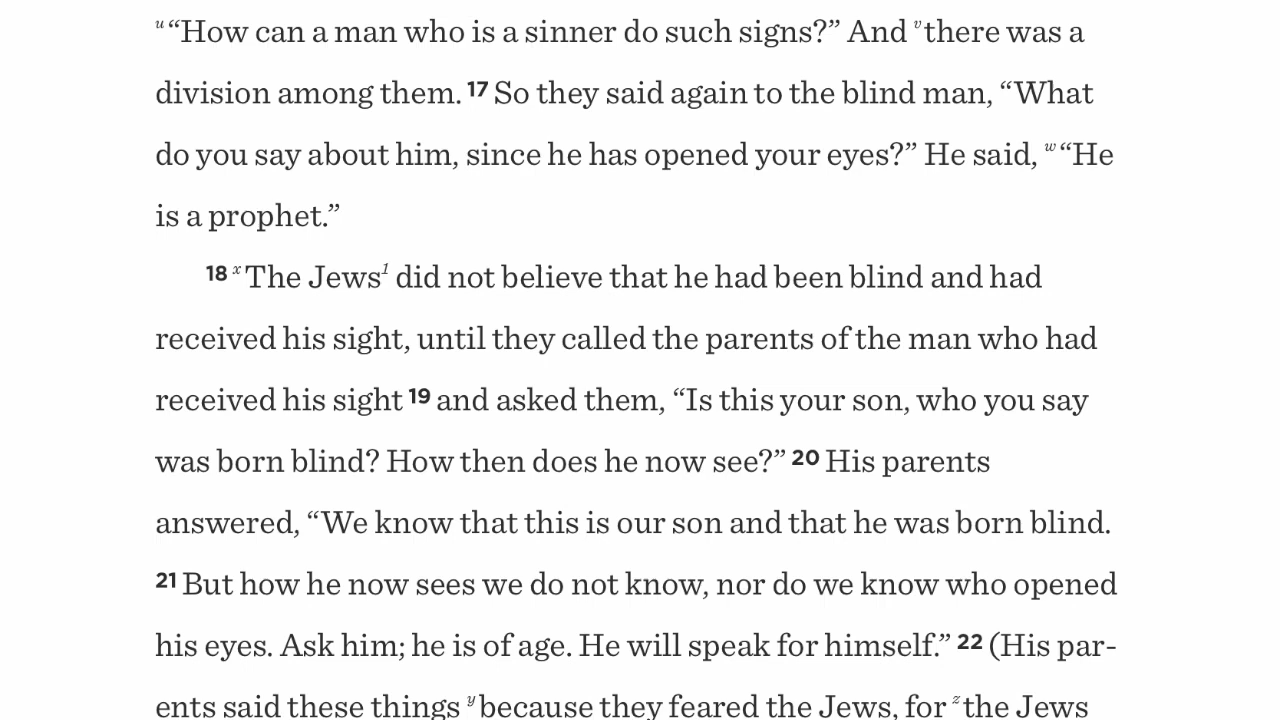 u “How can a man who is a sinner do such signs?” And v there was a
division among them. 17 So they said again to the blind man, “What
do you say about him, since he has opened your eyes?” He said, w “He
is a prophet.”
18 x The Jews1 did not believe that he had been blind and had
received his sight, until they called the parents of the man who had
received his sight 19 and asked them, “Is this your son, who you say
was born blind? How then does he now see?” 20 His parents
answered, “We know that this is our son and that he was born blind.
21 But how he now sees we do not know, nor do we know who opened
his eyes. Ask him; he is of age. He will speak for himself.” 22 (His par-
ents said these things y because they feared the Jews, for z the Jews